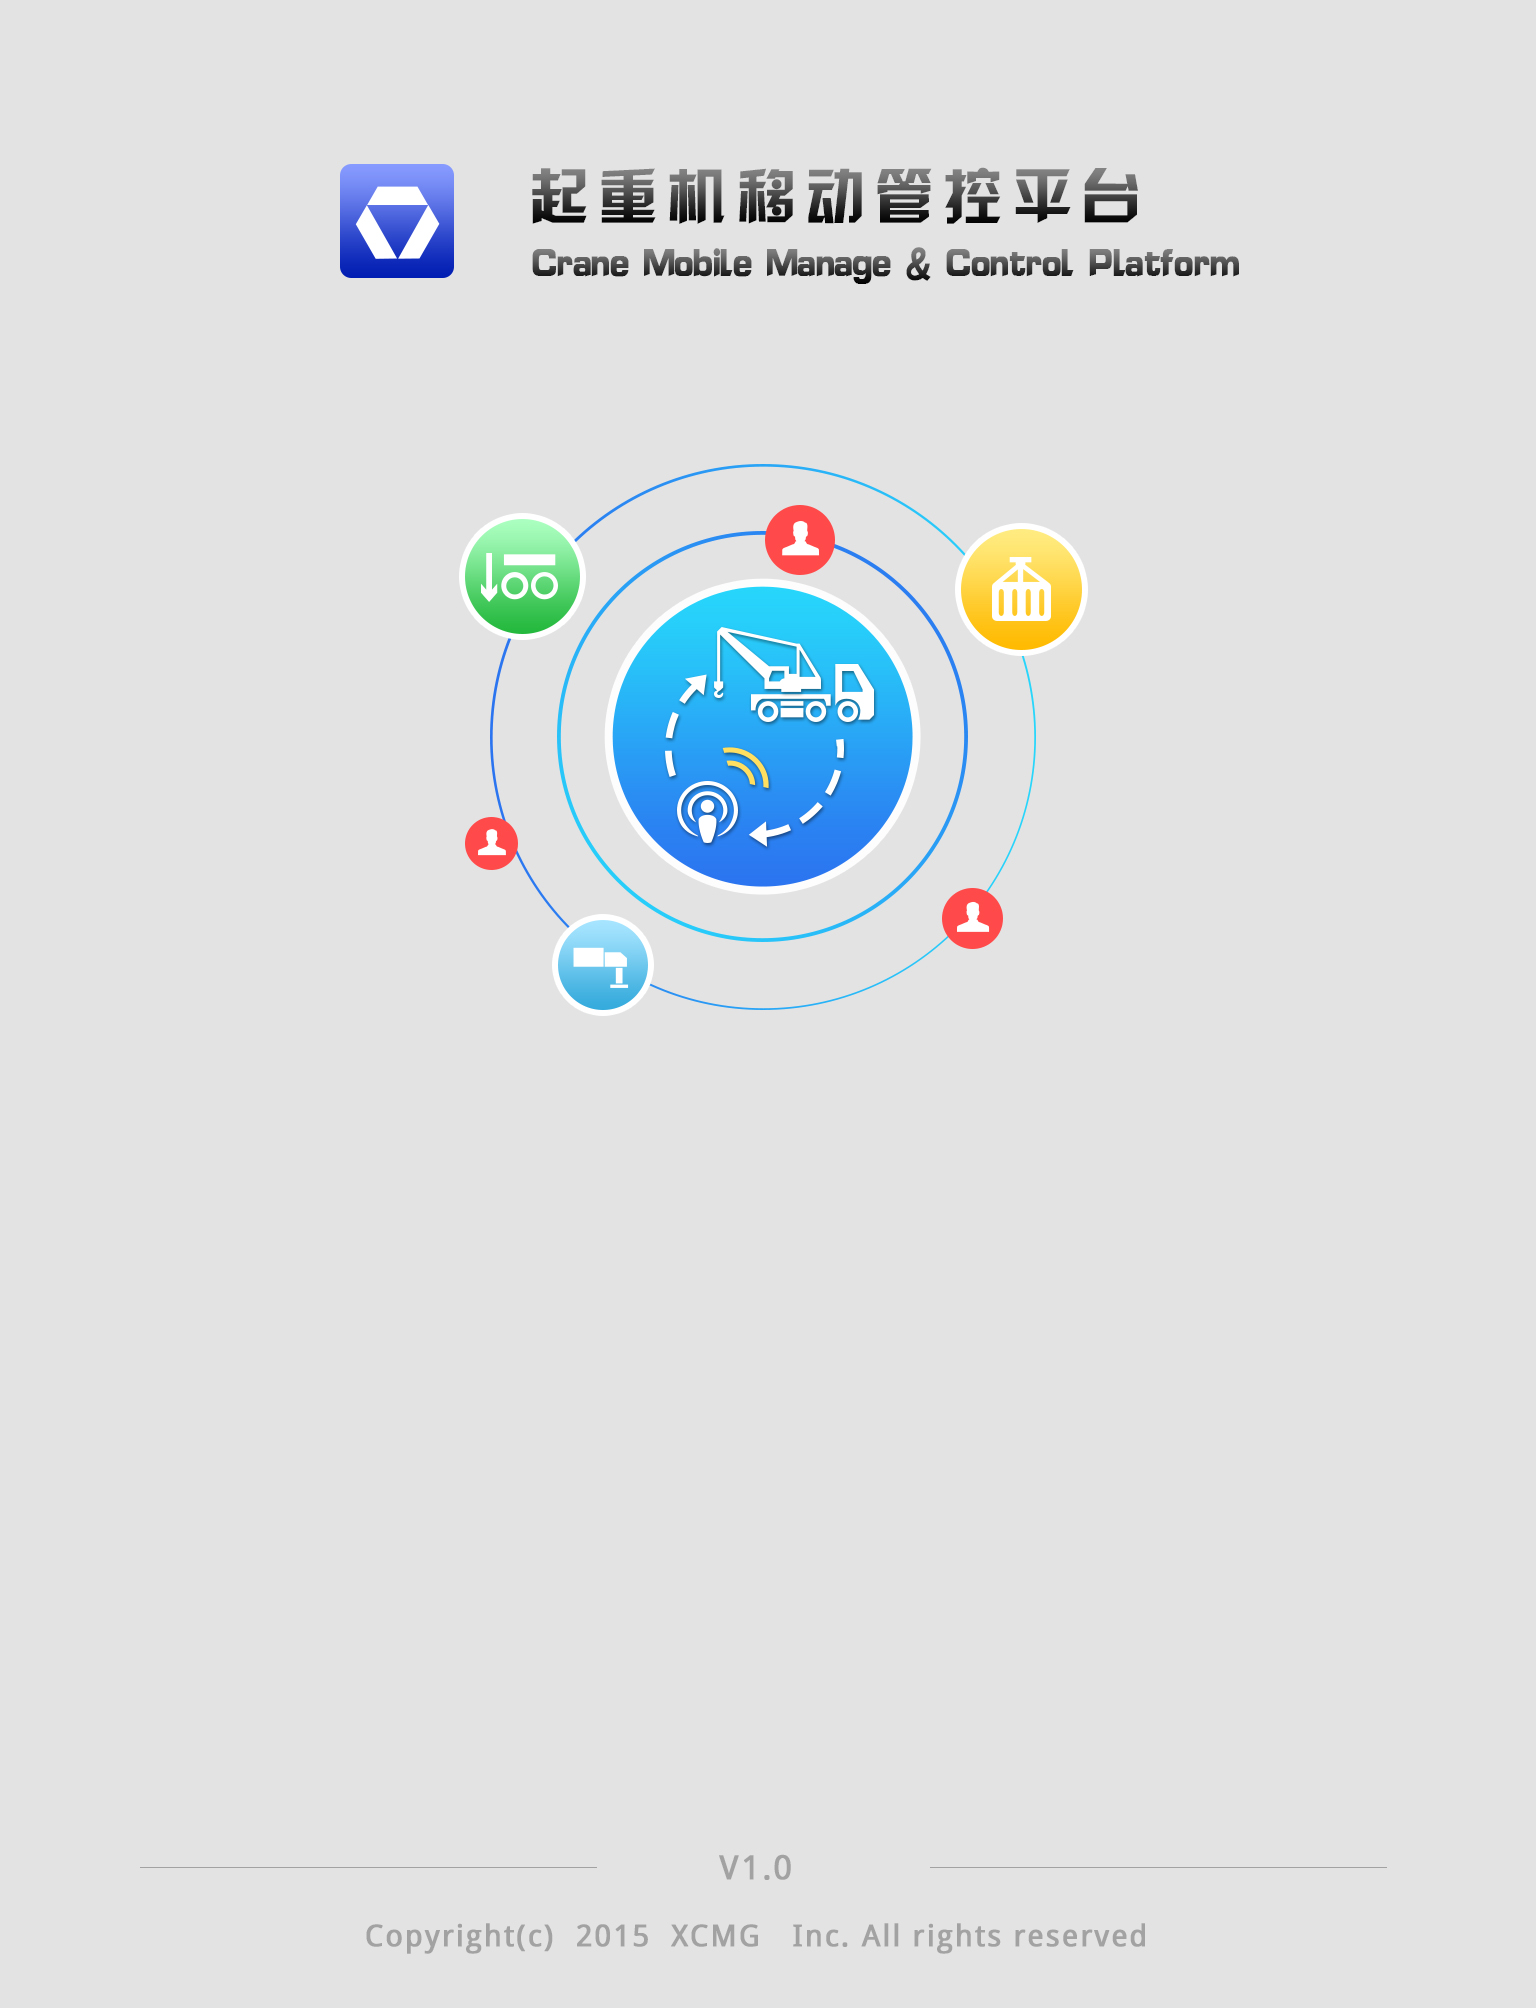 起重机移动管控平台
Crane Mobile Manage & Control Platform
V1.0
Copyright(c) 2015 XCMG Inc. All rights reserved